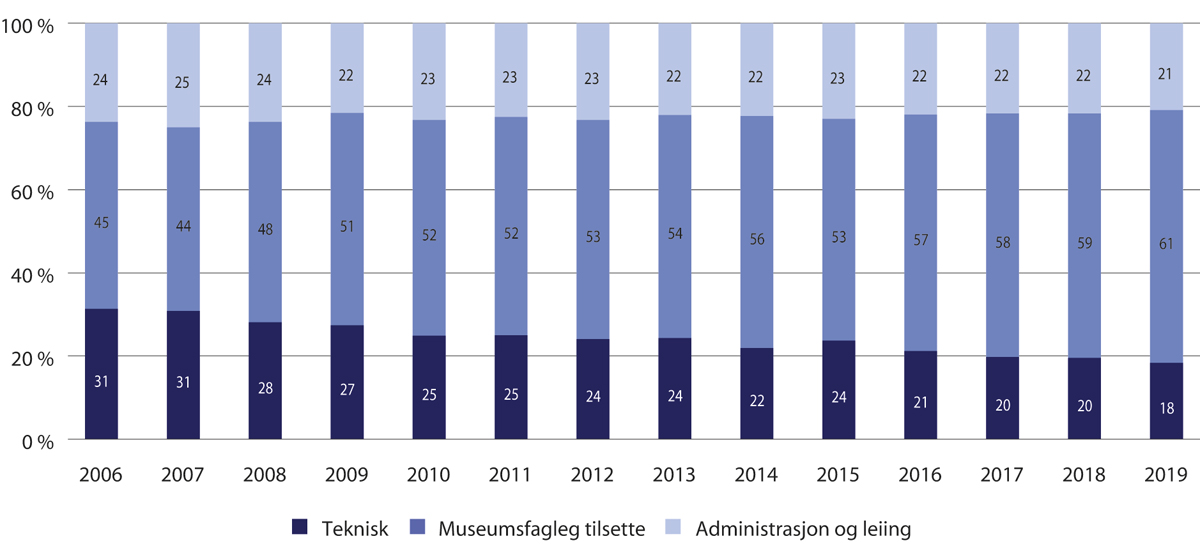 100 %
24 25 24 22 23 23 23 22 22 23 22 22 22 21
80 %
60 %
45 44 48 51 52 52 53 54 56 53 57 58 59 61
40 %
20 %
31 31 28 27 25 25 24 24 22 24 21 20 20 18
0 %
2006 2007 2008 2009 2010 2011 2012 2013 2014 2015 2016 2017 2018 2019
Teknisk Museumsfagleg tilsette Administrasjon og leiing